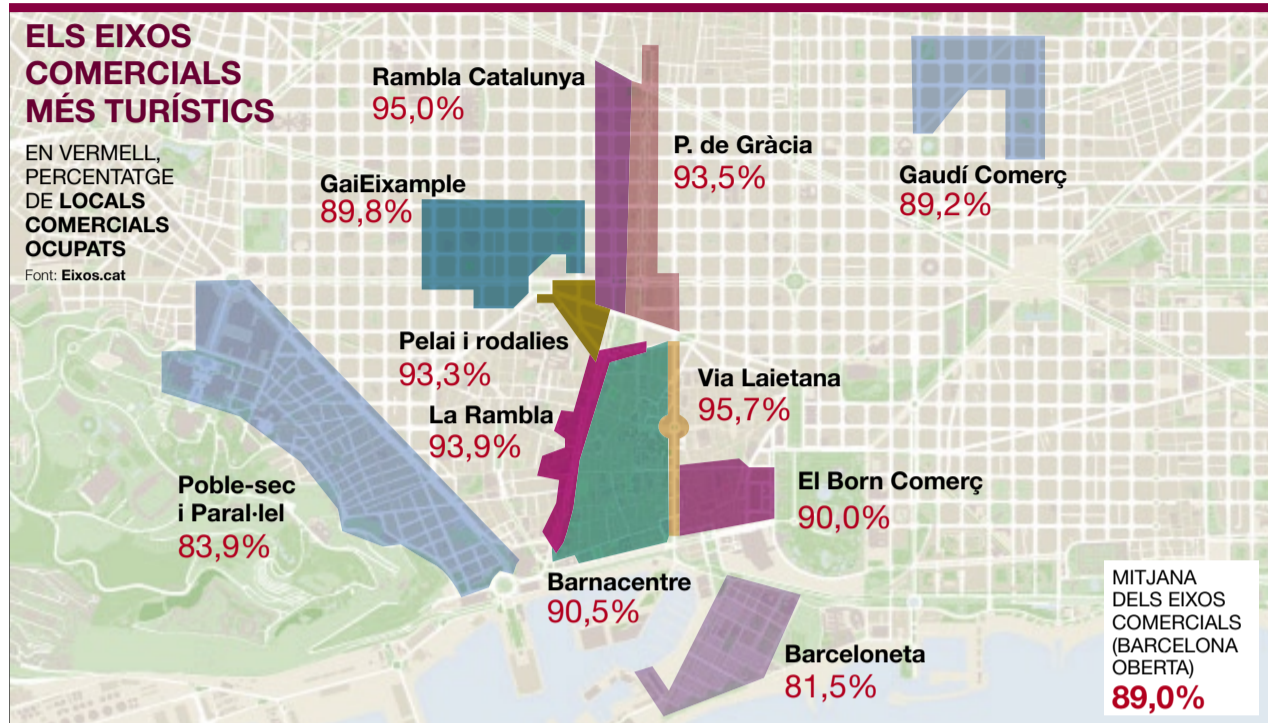 ELS EIXOS
COMERCIALS
MÉS TURÍSTICS
EN VERMELL,
PERCENTATGE
DE LOCALS
COMERCIALS
OCUPATS
Font: Eixos.cat
Rambla Catalunya
95,0%
P. de Gràcia
93,5%
Gaudí Comerç
89,2%
GaiEixample
89,8%
Pelai i rodalies
93,3%
La Rambla
93,9%
Via Laietana
95,7%
Poble-sec
i Paral·lel
83,9%
El Born Comerç
90,0%
Barnacentre
90,5%
Barceloneta
81,5%
MITJANA
DELS EIXOS
COMERCIALS
(BARCELONA
OBERTA)
89,0%